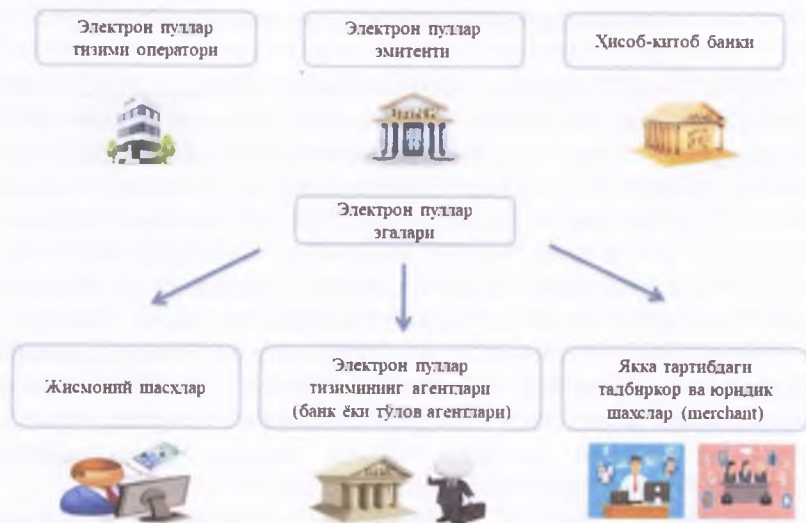 Электрон пуллар
тизими оператори
Электрон пуллар
эмитенти
Ҳисоб-китоб банки
Электрон пуллар
эгалари
Жисмоний шасхлар
Электрон пуллар
тизимининг агентлари
(банк ёки тўлов агентлари)
Якка тартибдаги
тадбиркор ва юридик
шахслар (merchant)